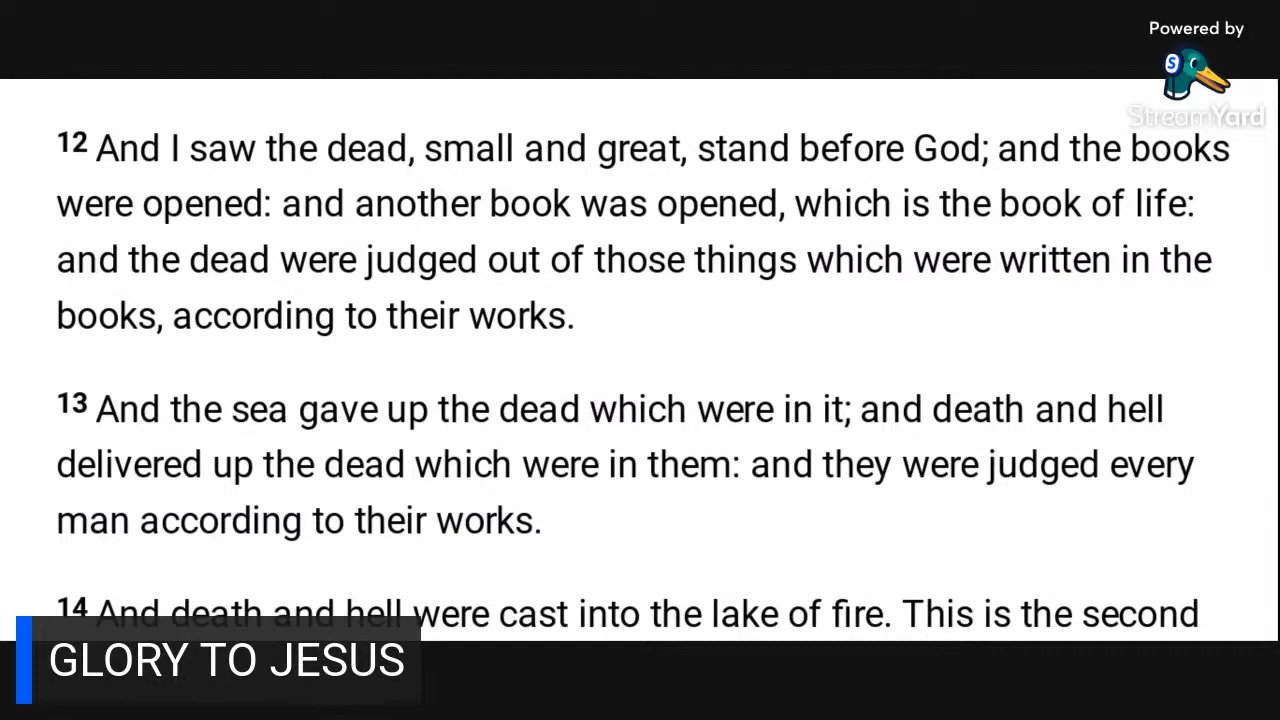 Powered by
S
StreamYard
12 And I saw the dead, small and great, stand before God; and the books
were opened: and another book was opened, which is the book of life:
and the dead were judged out of those things which were written in the
books, according to their works.
13 And the sea gave up the dead which were in it; and death and hell
delivered up the dead which were in them: and they were judged every
man according to their works.
14 And death and hell were cast into the lake of fire. This is the second
GLORY TO JESUS